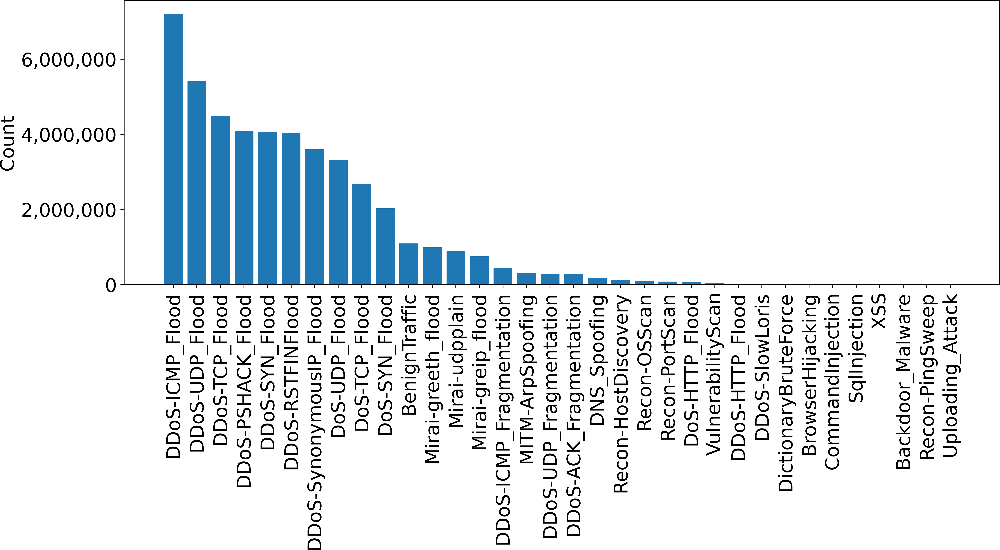 Count
6,000,000
4,000,000
2,000,000
0
DDoS-ICMP_Flood
DDoS-UDP_Flood
DDoS-TCP_Flood
DDoS-PSHACK_Flood
DDoS-SYN_Flood
DDoS-RSTFINFlood
DDoS-SynonymousIP_Flood
DoS-UDP_Flood
DoS-TCP_Flood
DoS-SYN_Flood
BenignTraffic
Mirai-greeth_flood
Mirai-udpplain
Mirai-greip_flood
DDoS-ICMP_Fragmentation
MITM-ArpSpoofing
DDoS-UDP_Fragmentation
DDoS-ACK_Fragmentation
DNS_Spoofing
Recon-HostDiscovery
Recon-OSScan
Recon-PortScan
DoS-HTTP_Flood
VulnerabilityScan
DDoS-HTTP_Flood
DDoS-SlowLoris
DictionaryBruteForce
BrowserHijacking
CommandInjection
SqlInjection
XSS
Backdoor_Malware
Recon-PingSweep
Uploading_Attack